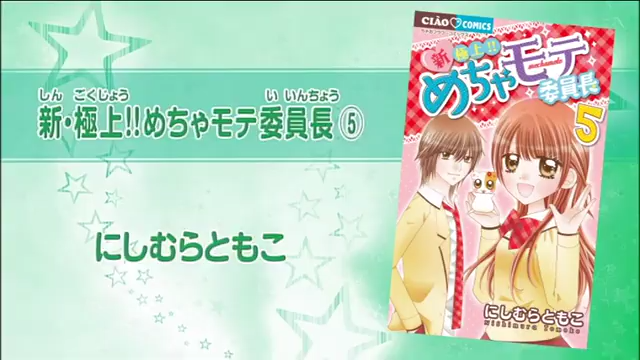 しん ごくじょう い いんちょう
新・極上!!めちゃモテ委員長⑤
にしむらともこ
CIAO COMICS
新 極上!!
めちゃモテ
mechamote
委員長
5
にしむらともこ
Nishimura Tomoko